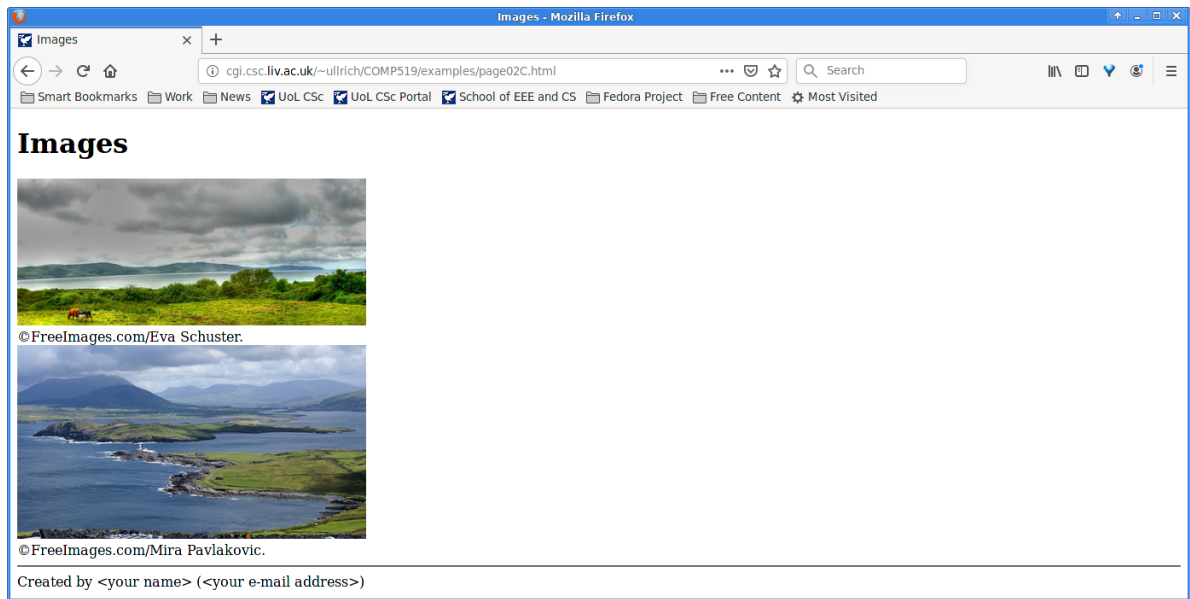 Images - Mozilla Firefox
Images
cgi.csc.liv.ac.uk/~ullrich/COMP519/examples/page02C.html
Search
Smart Bookmarks Work News UoL CSc UoL CSc Portal School of EEE and CS Fedora Project Free Content Most Visited
Images
©FreeImages.com/Eva Schuster.
©FreeImages.com/Mira Pavlakovic.
Created by <your name> (<your e-mail address>)